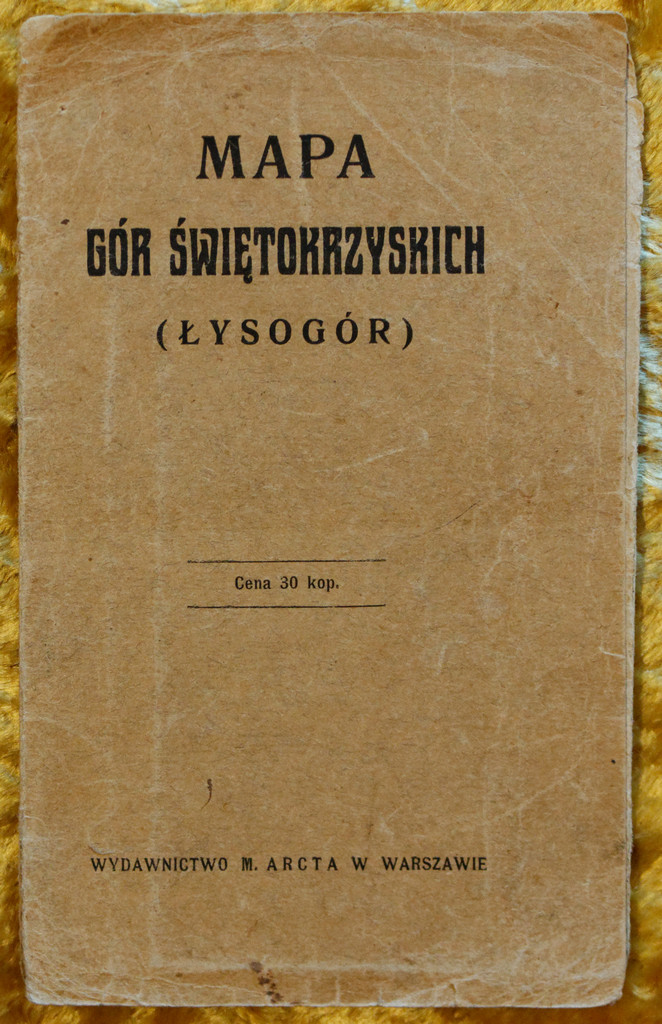 MAPA
GÓR ŚWIĘTOKRZYSKICH
(ŁYSOGÓR)
Cena 30 kop.
WYDAWNICTWO M. ARCTA W WARSZAWIE